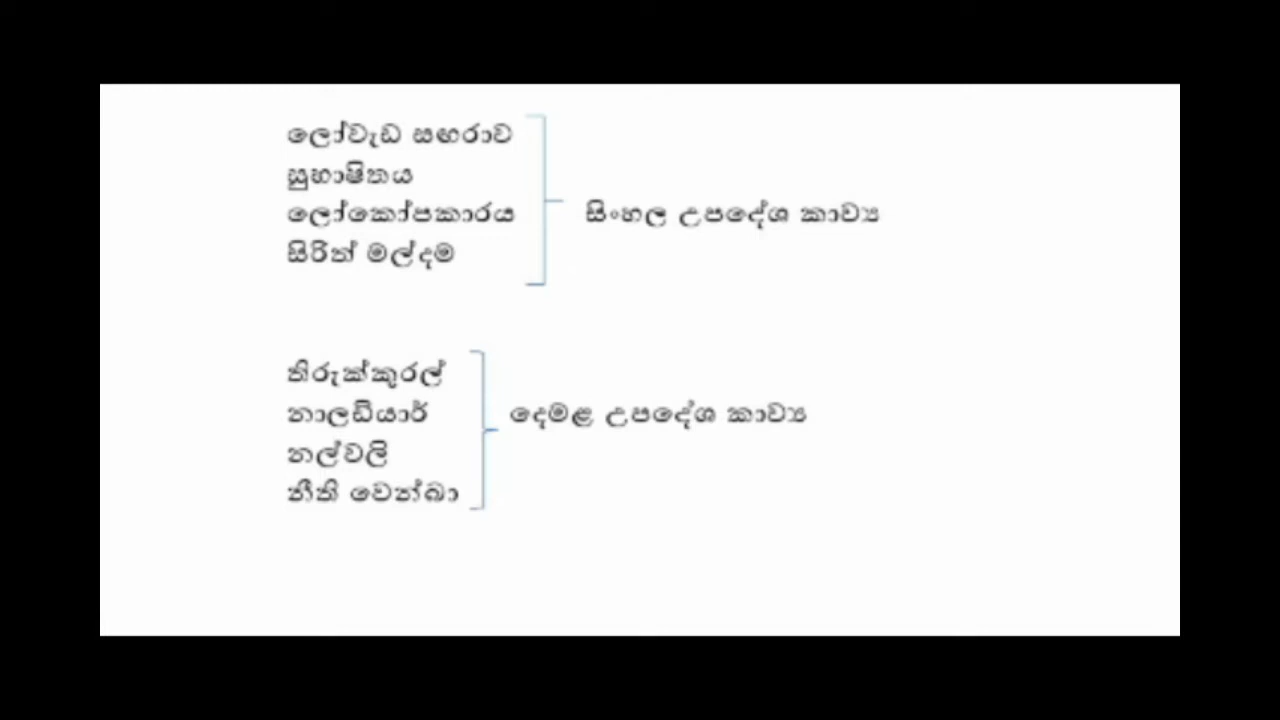 ලෝවැඩ සඟරාව
සුභාෂිතය
ලෝකෝපකාරය
සිරිත් මල්දම
සිංහල උපදේශ කාව්‍ය
තිරුක්කුරල්
නාලඩියාර්
නල්වලි
නීති වෙන්බා
දෙමළ උපදේශ කාව්‍ය